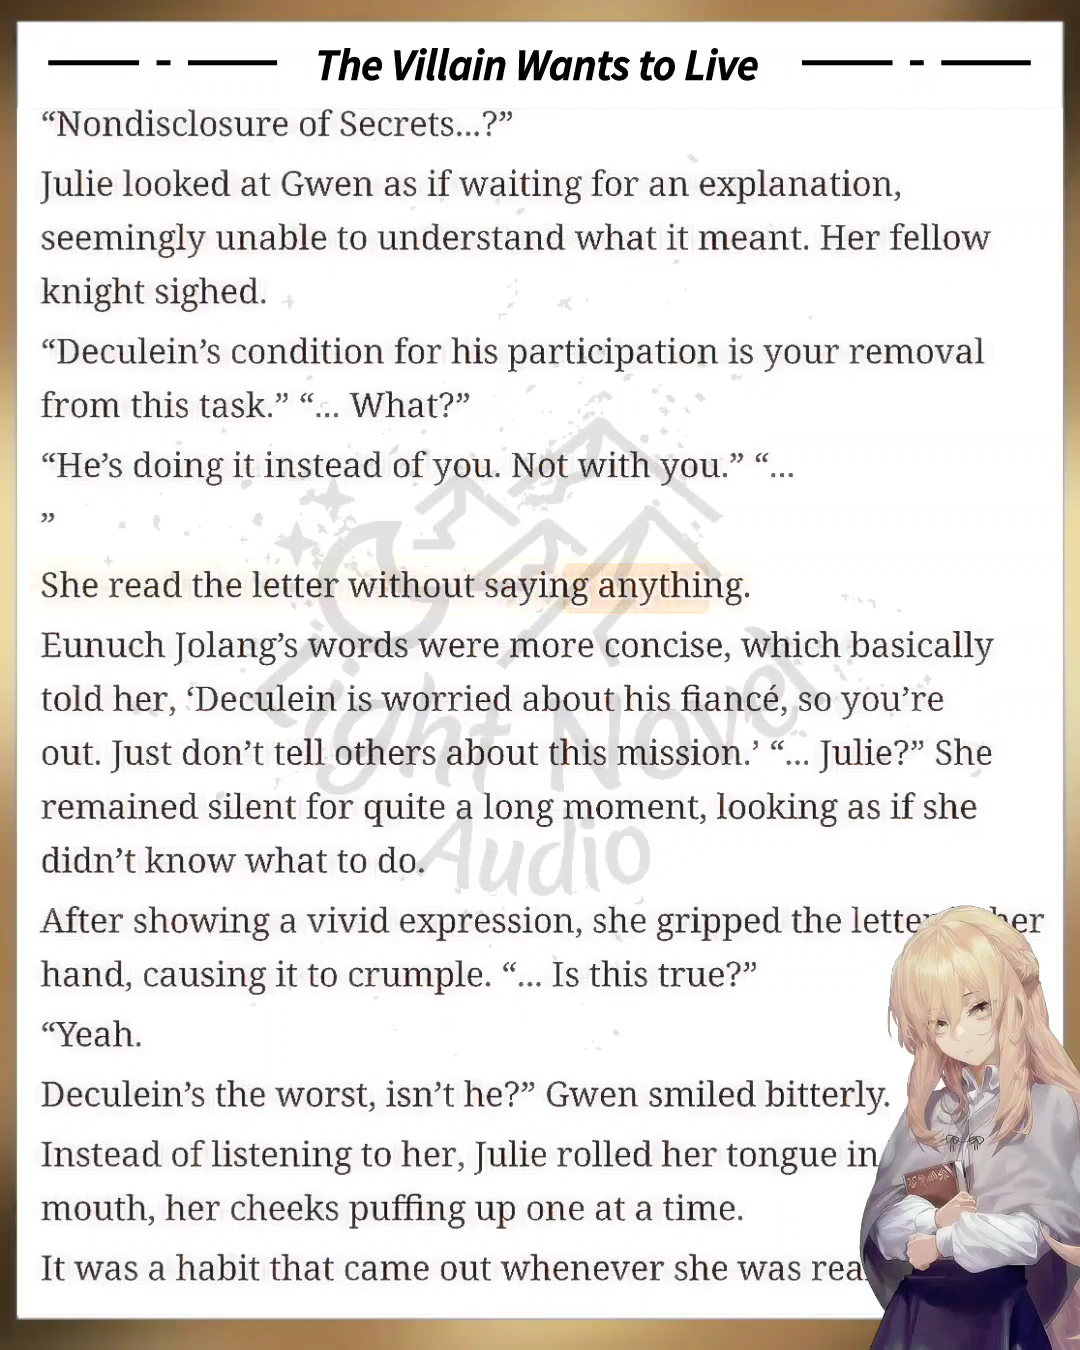 The Villain Wants to Live
“Nondisclosure of Secrets...?”
Julie looked at Gwen as if waiting for an explanation,
seemingly unable to understand what it meant. Her fellow
knight sighed.
“Deculein’s condition for his participation is your removal
from this task.” “... What?”
“He’s doing it instead of you. Not with you.” “...
”
She read the letter without saying anything.
Eunuch Jolang’s words were more concise, which basically
told her, ‘Deculein is worried about his fiancé, so you’re
out. Just don’t tell others about this mission.’ “... Julie?” She
remained silent for quite a long moment, looking as if she
didn’t know what to do.
After showing a vivid expression, she gripped the her
hand, causing it to crumple. “... Is this true?”
“Yeah.
Deculein’s the worst, isn’t he?” Gwen smiled bitterly.
Instead of listening to her, Julie rolled her tongue in
mouth, her cheeks puffing up one at a time.
It was a habit that came out whenever she was
Light Novel
Audio